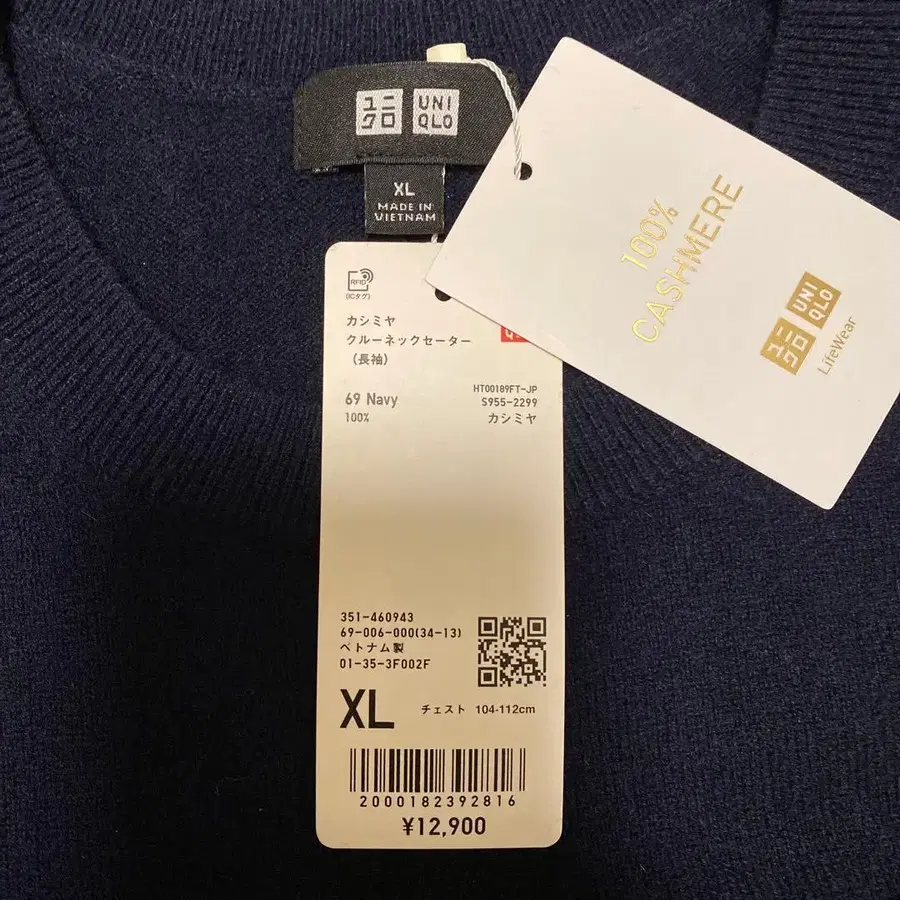 ユニ
クロ
UNI
QLO
XL
MADE IN
VIETNAM
100%
CASHMERE
ユニ
クロ
UNI
QLO
LifeWear
RFID
(ICタグ)
カシミヤ
クルーネックセーター
(長袖)
69 Navy
100%
HT00189FT-JP
S955-2299
カシミヤ
351-460943
69-006-000(34-13)
ベトナム製
01-35-3F002F
XL
チェスト 104-112cm
2000182392816
¥12,900